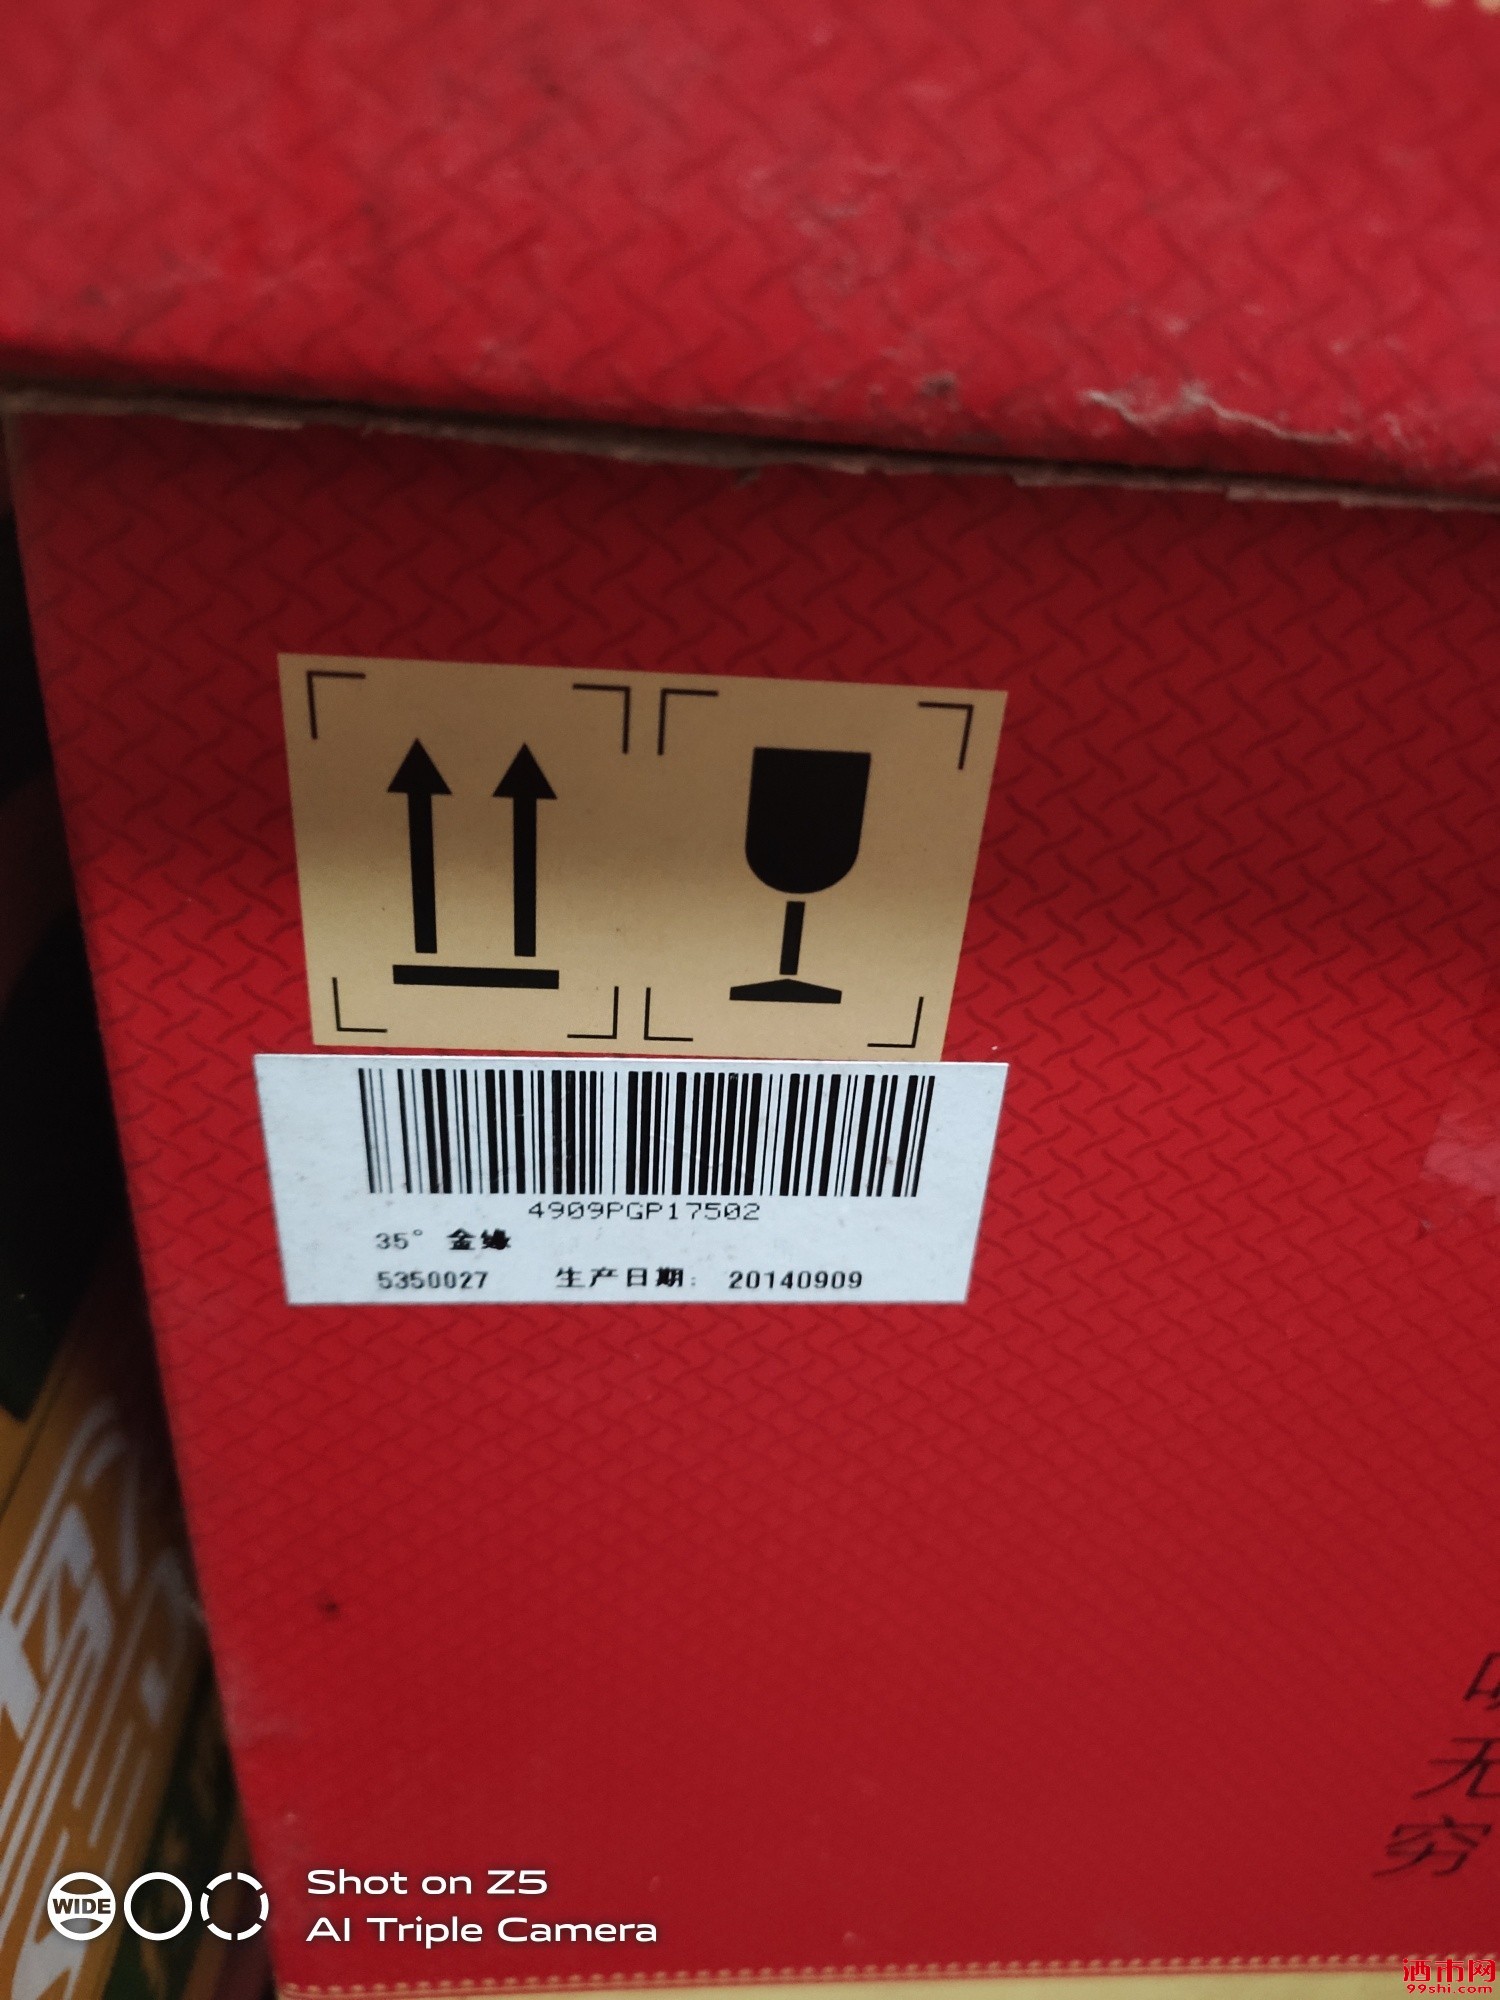 4909PGP17502
35° 金缘
5350027 生产日期: 20140909
无
穷
WIDE
Shot on Z5
AI Triple Camera
酒市网
99shi.com